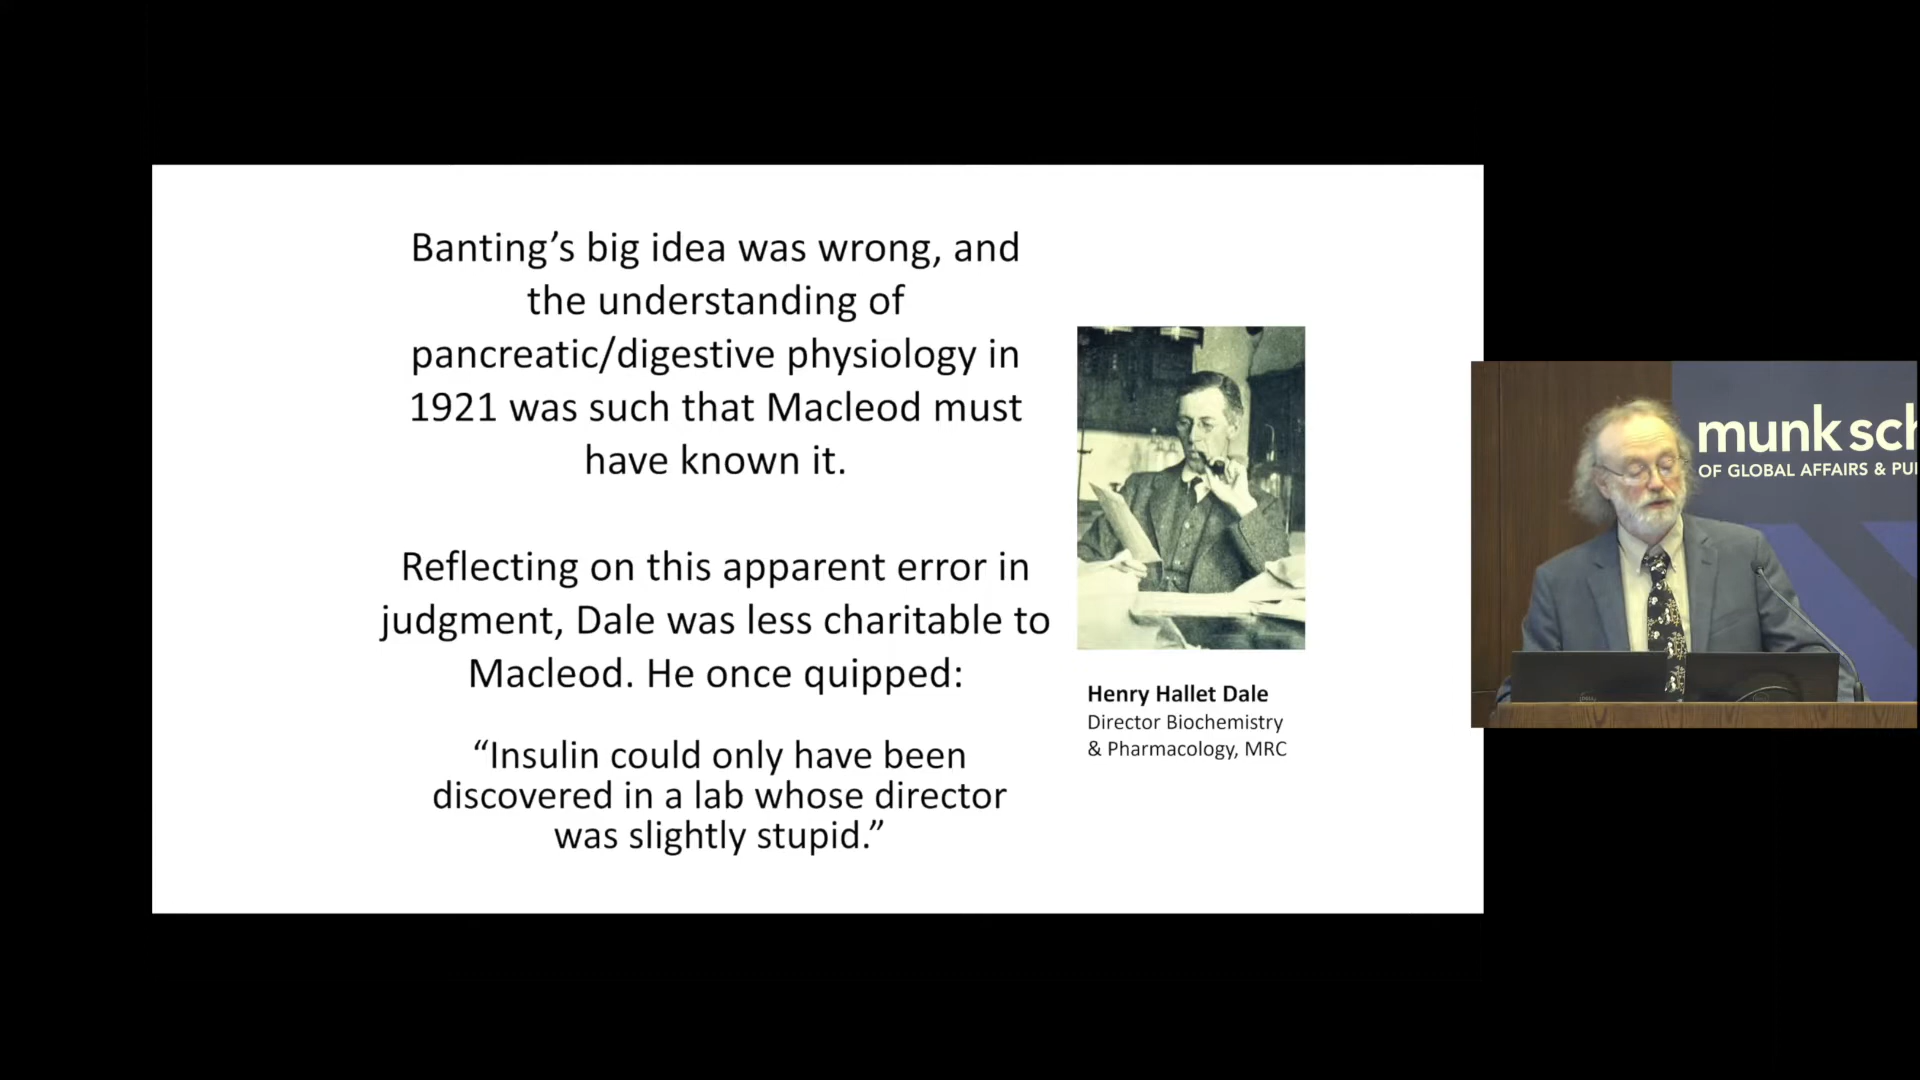 Banting’s big idea was wrong, and
the understanding of
pancreatic/digestive physiology in
1921 was such that Macleod must
have known it.
Reflecting on this apparent error in
judgment, Dale was less charitable to
Macleod. He once quipped:
“Insulin could only have been
discovered in a lab whose director
was slightly stupid.”
Henry Hallet Dale
Director Biochemistry
& Pharmacology, MRC
munk sch
OF GLOBAL AFFAIRS & PU